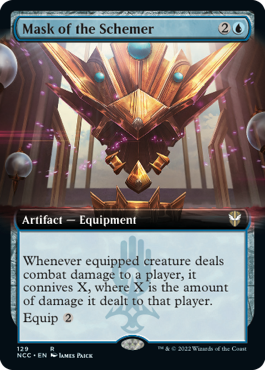 Mask of the Schemer 2
Artifact — Equipment
Whenever equipped creature deals
combat damage to a player, it
connives X, where X is the amount
of damage it dealt to that player.
Equip 2
129 R
NCC • EN James Paick
™ & © 2022 Wizards of the Coast